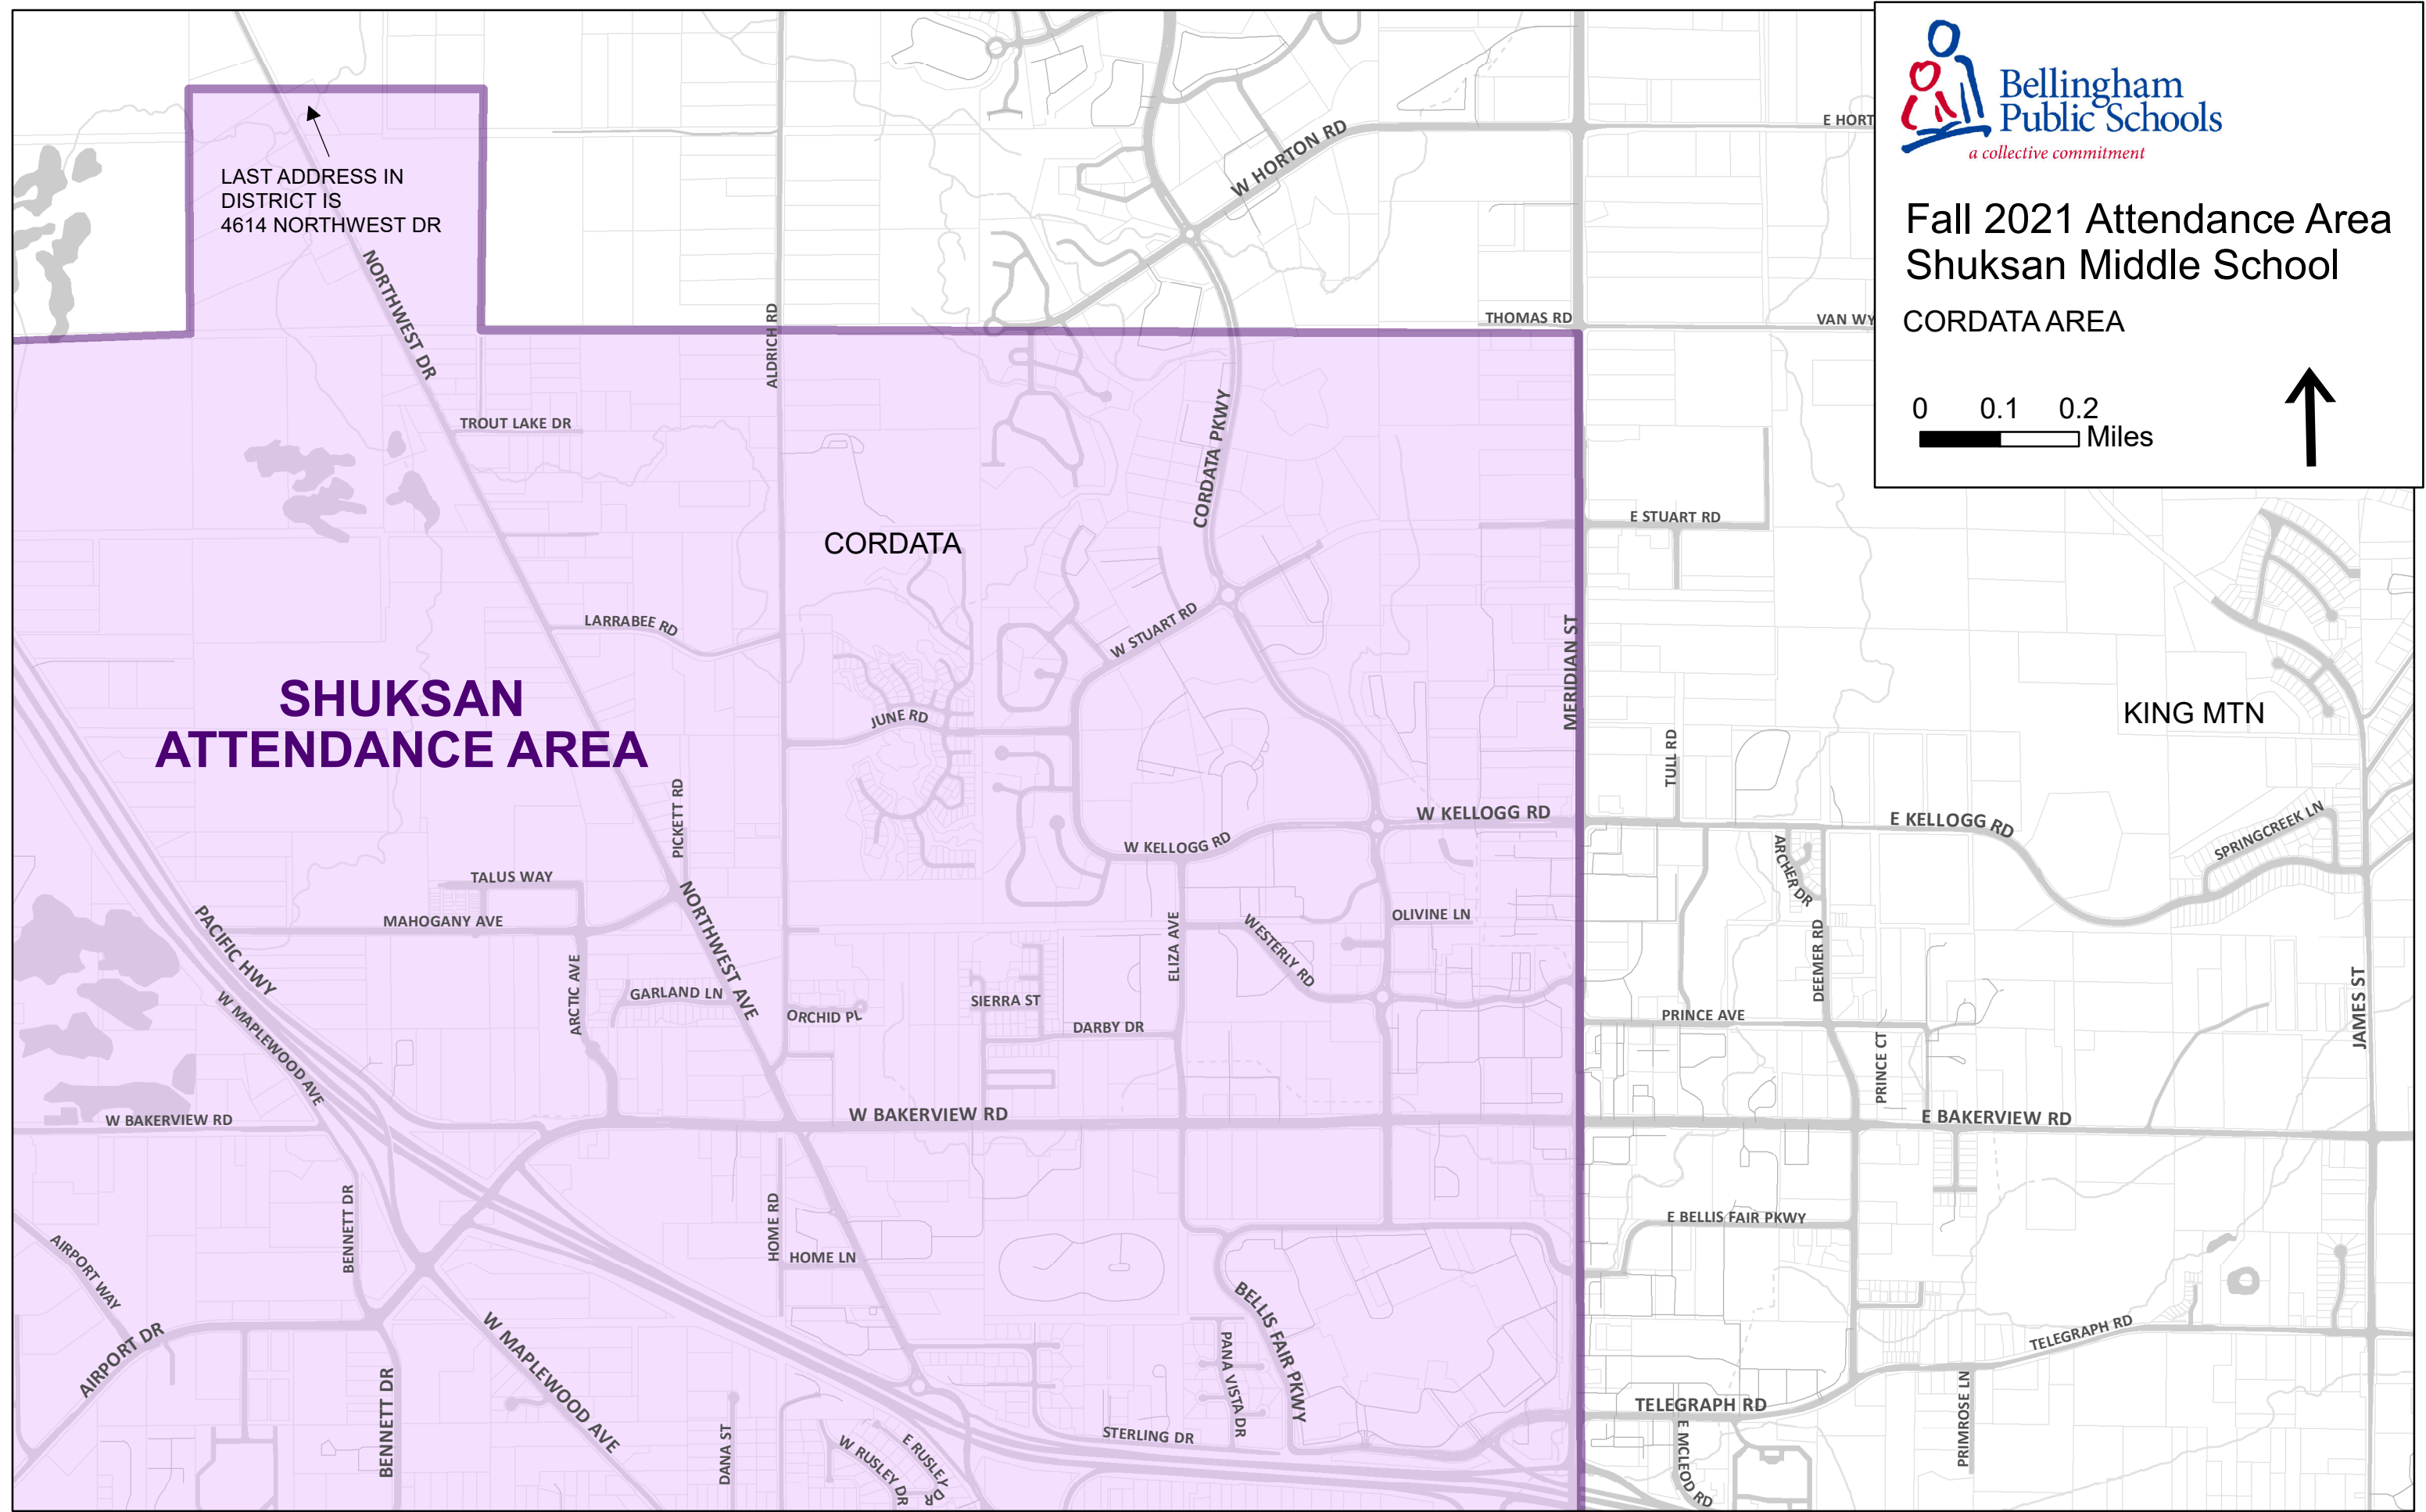 Bellingham
Public Schools
a collective commitment
Fall 2021 Attendance Area
Shuksan Middle School
CORDATA AREA
0 0.1 0.2
Miles
LAST ADDRESS IN
DISTRICT IS
4614 NORTHWEST DR
W HORTON RD
E HORT
NORTHWEST DR
ALDRICH RD
THOMAS RD
VAN WY
TROUT LAKE DR
CORDATA PKWY
CORDATA
E STUART RD
LARRABEE RD
W STUART RD
MERIDIAN ST
SHUKSAN
ATTENDANCE AREA
JUNE RD
KING MTN
TULL RD
PICKETT RD
W KELLOGG RD
W KELLOGG RD
E KELLOGG RD
SPRINGCREEK LN
ARCHER DR
TALUS WAY
MAHOGANY AVE
NORTHWEST AVE
PACIFIC HWY
W MAPLEWOOD AVE
ARCTIC AVE
GARLAND LN
ORCHID PL
SIERRA ST
DARBY DR
ELIZA AVE
WESTERLY RD
OLIVINE LN
DEEMER RD
PRINCE AVE
PRINCE CT
JAMES ST
W BAKERVIEW RD
W BAKERVIEW RD
E BAKERVIEW RD
BENNETT DR
HOME RD
HOME LN
E BELLIS FAIR PKWY
AIRPORT WAY
AIRPORT DR
BENNETT DR
W MAPLEWOOD AVE
DANA ST
W RUSLEY DR
E RUSLEY
DR
STERLING DR
PANA VISTA DR
BELLIS FAIR PKWY
TELEGRAPH RD
TELEGRAPH RD
E MCLEOD RD
PRIMROSE LN